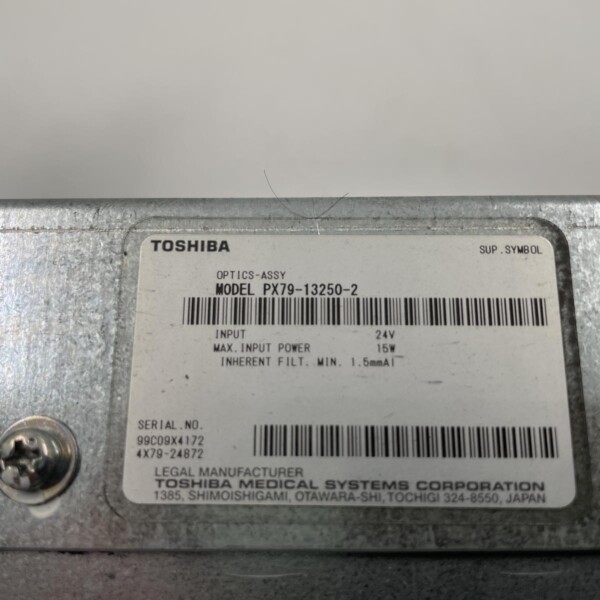 TOSHIBA
SUP.SYMBOL
OPTICS-ASSY
MODEL PX79-13250-2
INPUT 24V
MAX.INPUT POWER 15W
INHERENT FILT. MIN. 1.5mmAl
SERIAL.NO.
99C09X4172
4X79-24872
LEGAL MANUFACTURER
TOSHIBA MEDICAL SYSTEMS CORPORATION
1385, SHIMOISHIGAMI, OTAWARA-SHI, TOCHIGI 324-8550, JAPAN